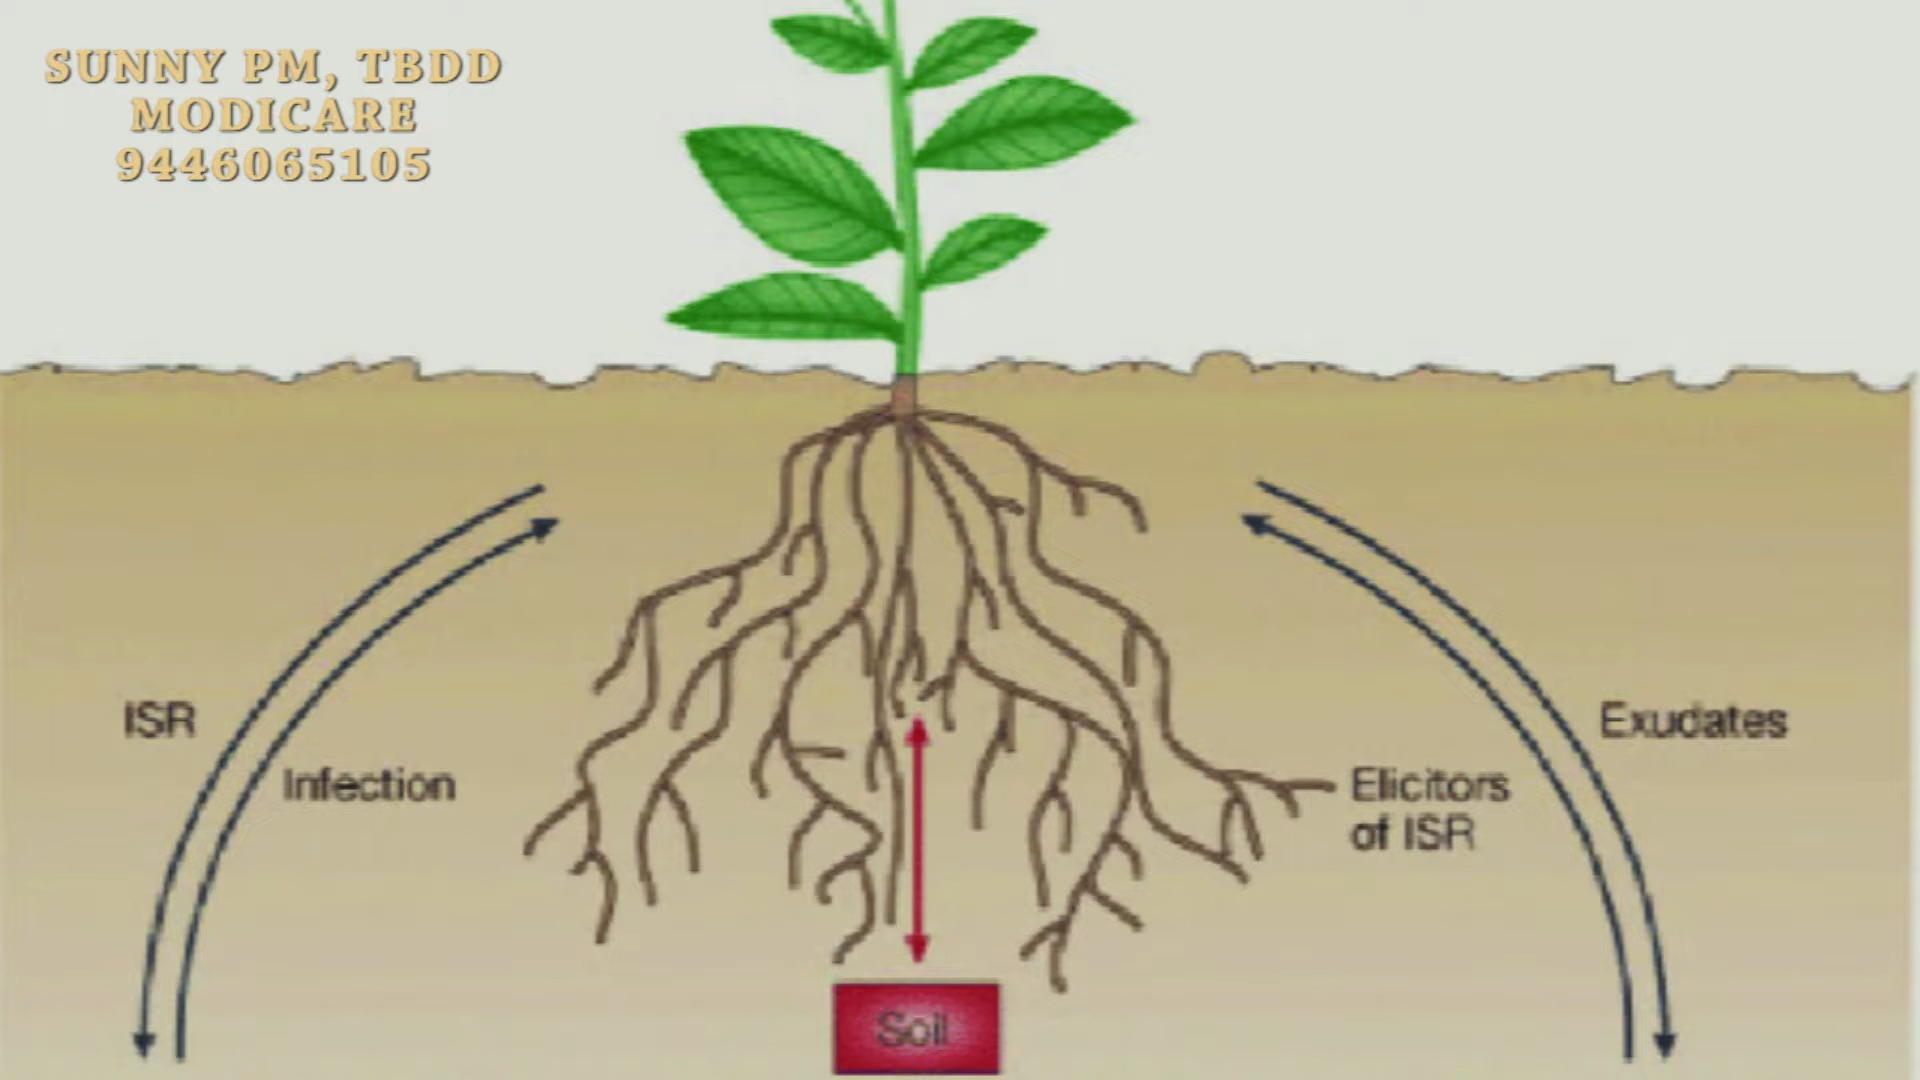 SUNNY PM, TBDD
MODICARE
9446065105
ISR
Infection
Exudates
Elicitors
of ISR
Soil